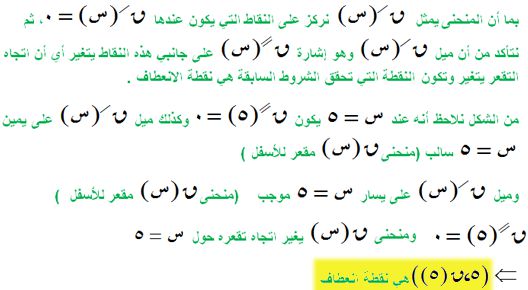 بما أن المنحنى يمثل ق′(س) نركز على النقاط التي يكون عندها ق′(س) = ٠ ، ثم
نتأكد من أن ميل ق′(س) وهو إشارة ق″(س) على جانبي هذه النقاط يتغير أي أن اتجاه
التقعر يتغير وتكون النقطة التي تحقق الشروط السابقة هي نقطة الانعطاف .
من الشكل نلاحظ أنه عند س = ٥ يكون ق″(٥) = ٠ وكذلك ميل ق′(س) على يمين
س = ٥ سالب (منحنى ق(س) مقعر للأسفل )
وميل ق′(س) على يسار س = ٥ موجب (منحنى ق(س) مقعر للأسفل )
ق″(٥) = ٠ ومنحنى ق(س) يغير اتجاه تقعره حول س = ٥
⇐ (٥،ق(٥)) هي نقطة انعطاف